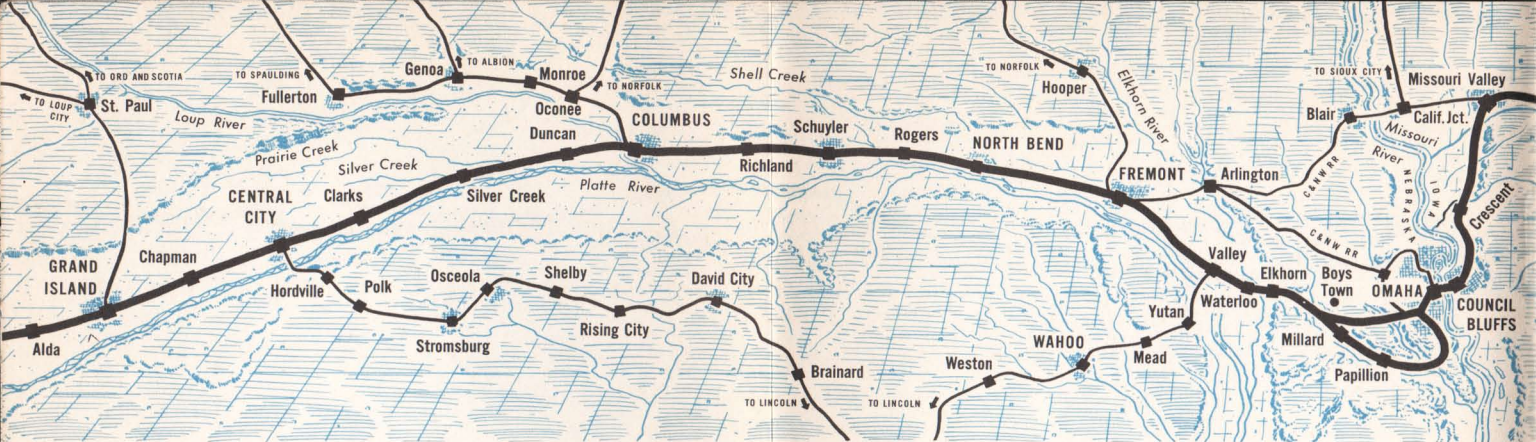 TO ORD AND SCOTIA
TO LOUP
CITY
St. Paul
Loup River
TO SPAULDING
Fullerton
Genoa
TO ALBION
Monroe
Oconee
TO NORFOLK
Duncan
COLUMBUS
Shell Creek
Prairie Creek
Silver Creek
CENTRAL
CITY
Clarks
Silver Creek
Platte River
Richland
Schuyler
Rogers
NORTH BEND
TO NORFOLK
Hooper
Elkhorn River
FREMONT
Arlington
C&NW RR
C&NW RR
Blair
TO SIOUX CITY
Missouri Valley
Calif. Jct.
Missouri
River
NEBRASKA
IOWA
Crescent
GRAND
ISLAND
Chapman
Alda
Hordville
Polk
Stromsburg
Osceola
Shelby
Rising City
David City
Brainard
TO LINCOLN
TO LINCOLN
Weston
WAHOO
Mead
Yutan
Valley
Waterloo
Elkhorn
Boys
Town
OMAHA
COUNCIL
BLUFFS
Millard
Papillion